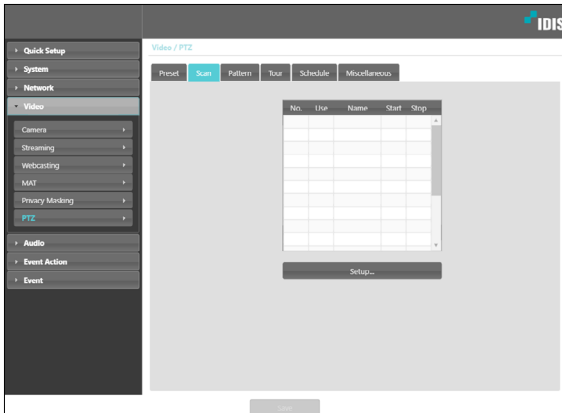 IDIS
Quick Setup
System
Network
Video
Camera
Streaming
Webcasting
MAT
Privacy Masking
PTZ
Audio
Event Action
Event
Video / PTZ
Preset Scan Pattern Tour Schedule Miscellaneous
No. Use Name Start Stop
Setup...
Save